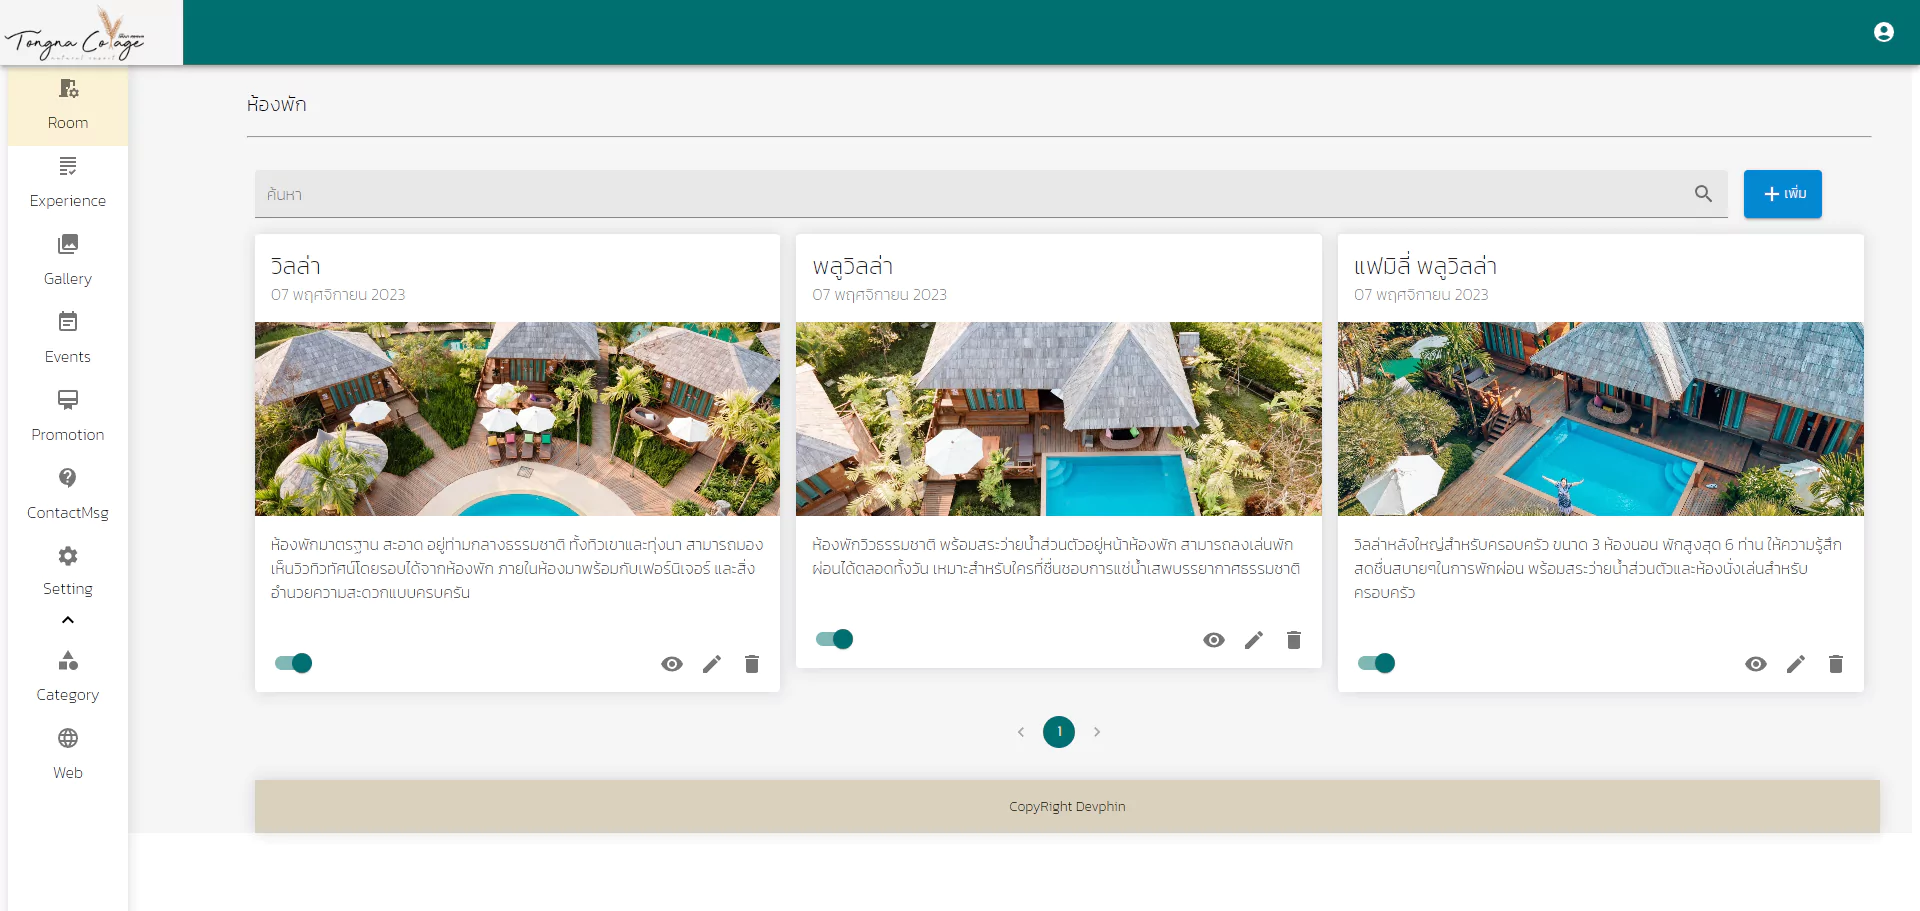 Tongna Cottage
natural resort
Room
Experience
Gallery
Events
Promotion
ContactMsg
Setting
Category
Web
ห้องพัก
ค้นหา
เพิ่ม
วิลล่า
07 พฤศจิกายน 2023
ห้องพักมาตรฐาน สะอาด อยู่ท่ามกลางธรรมชาติ ทั้งทิวเขาและทุ่งนา สามารถมอง
เห็นวิวทิวทัศน์โดยรอบได้จากห้องพัก ภายในห้องมาพร้อมกับเฟอร์นิเจอร์ และสิ่ง
อำนวยความสะดวกแบบครบครัน
พลูวิลล่า
07 พฤศจิกายน 2023
ห้องพักวิวธรรมชาติ พร้อมสระว่ายน้ำส่วนตัวอยู่หน้าห้องพัก สามารถลงเล่นพัก
ผ่อนได้ตลอดทั้งวัน เหมาะสำหรับใครที่ชื่นชอบการแช่น้ำเสพบรรยากาศธรรมชาติ
แฟมิลี่ พลูวิลล่า
07 พฤศจิกายน 2023
วิลล่าหลังใหญ่สำหรับครอบครัว ขนาด 3 ห้องนอน พักสูงสุด 6 ท่าน ให้ความรู้สึก
สดชื่นสบายๆในการพักผ่อน พร้อมสระว่ายน้ำส่วนตัวและห้องนั่งเล่นสำหรับ
ครอบครัว
1
CopyRight Devphin